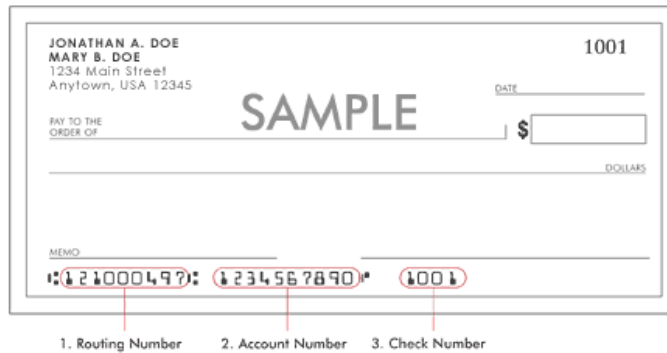 JONATHAN A. DOE
MARY B. DOE
1234 Main Street
Anytown, USA 12345
1001
DATE
SAMPLE
PAY TO THE
ORDER OF
$
DOLLARS
MEMO
⑆121000497⑆ 1234567890⑈ 1001
1. Routing Number 2. Account Number 3. Check Number